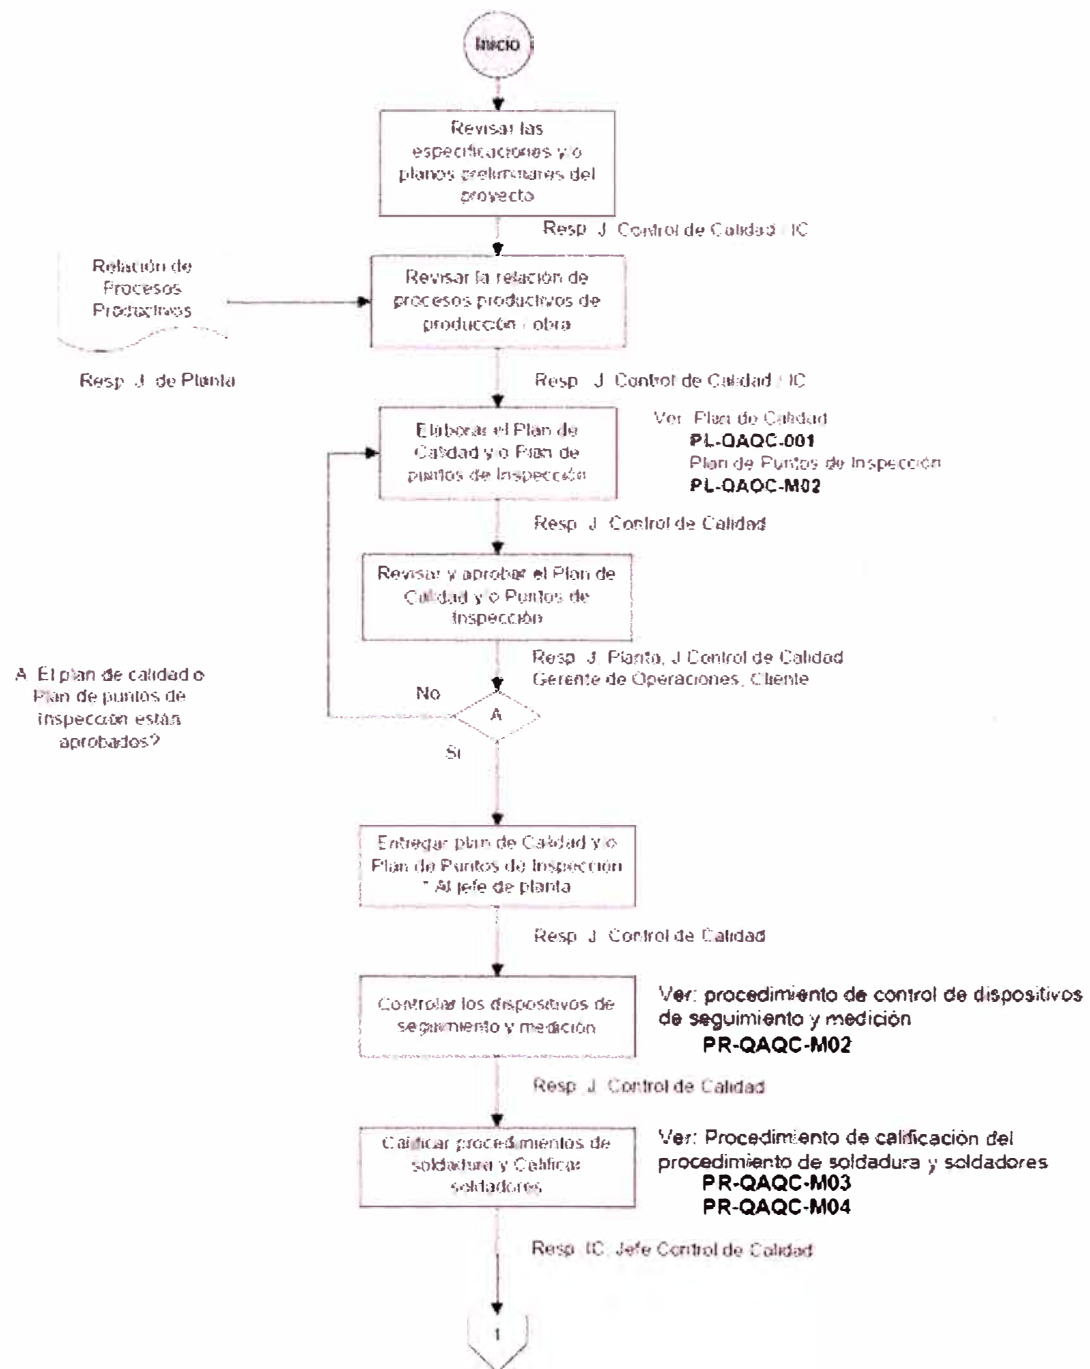 Inicio
Revisar las
especificaciones y/o
planos preliminares del
proyecto
Resp. J. Control de Calidad / IC
Relación de
Procesos
Productivos
Resp. J. de Planta
Revisar la relación de
procesos productivos de
producción / obra
Resp. J. Control de Calidad / IC
Elaborar el Plan de
Calidad y/o Plan de
puntos de Inspección
Ver: Plan de Calidad
PL-QAQC-001
Plan de Puntos de Inspección
PL-QAQC-M02
Resp. J. Control de Calidad
Revisar y aprobar el Plan de
Calidad y/o Puntos de
Inspección
Resp. J. Planta, J Control de Calidad
Gerente de Operaciones, Cliente
A. El plan de calidad o
Plan de puntos de
Inspección están
aprobados?
No
A
Si
Entregar plan de Calidad y/o
Plan de Puntos de Inspección
* Al jefe de planta
Resp. J. Control de Calidad
Controlar los dispositivos de
seguimiento y medición
Ver: procedimiento de control de dispositivos
de seguimiento y medición
PR-QAQC-M02
Resp. J. Control de Calidad
Calificar procedimientos de
soldadura y Calificar
soldadores
Ver: Procedimiento de calificación del
procedimiento de soldadura y soldadores
PR-QAQC-M03
PR-QAQC-M04
Resp. IC, Jefe Control de Calidad
1